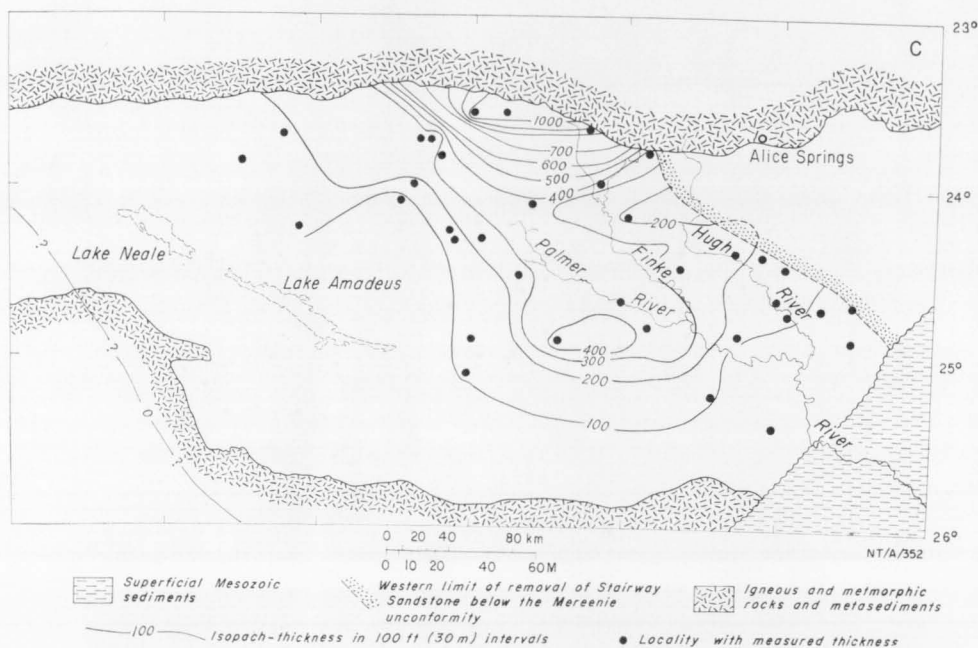 23°
C
1000
Alice Springs
700
600
500
400
24°
200
Lake Neale
Hugh
Palmer
Finke
Lake Amadeus
River
River
400
300
25°
200
100
River
?
?
0
?
?
0 20 40 80 km
0 10 20 40 60 M
26°
NT/A/352
Superficial Mesozoic
sediments
Western limit of removal of Stairway
Sandstone below the Mereenie
unconformity
Igneous and metmorphic
rocks and metasediments
100 Isopach-thickness in 100 ft (30 m) intervals
Locality with measured thickness